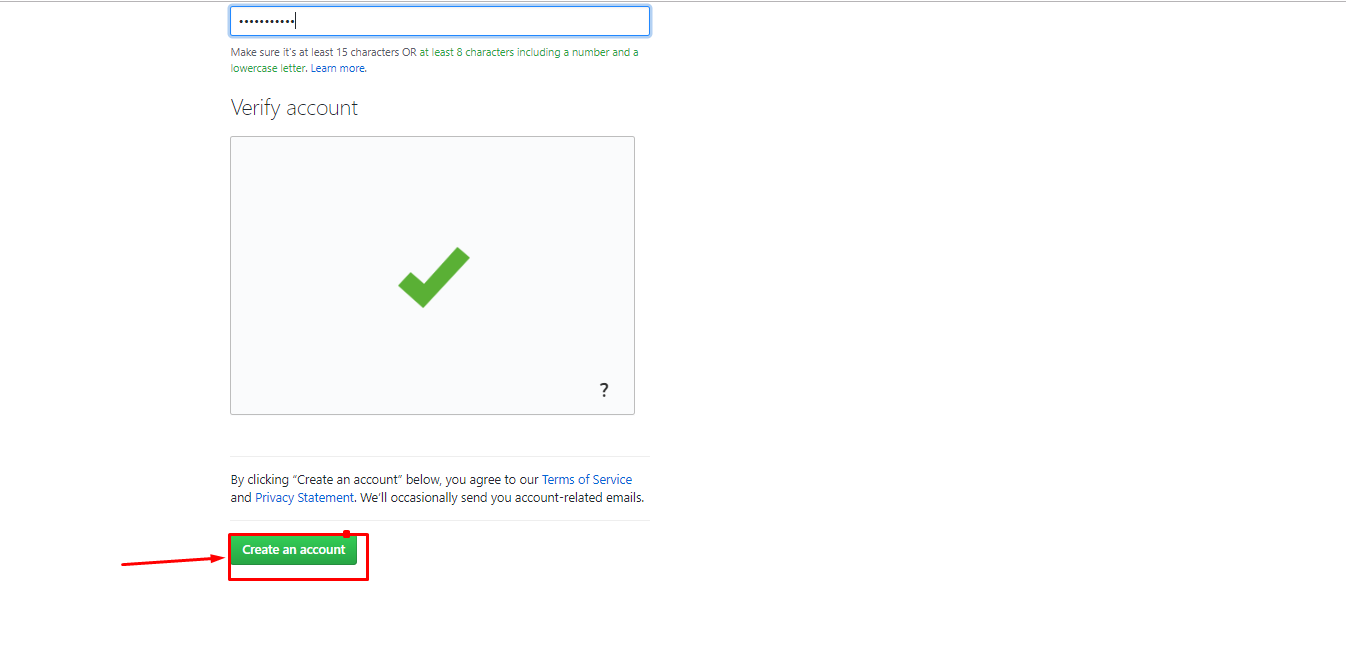 •••••••••••
Make sure it's at least 15 characters OR at least 8 characters including a number and a
lowercase letter. Learn more.
Verify account
?
By clicking "Create an account" below, you agree to our Terms of Service
and Privacy Statement. We'll occasionally send you account-related emails.
Create an account